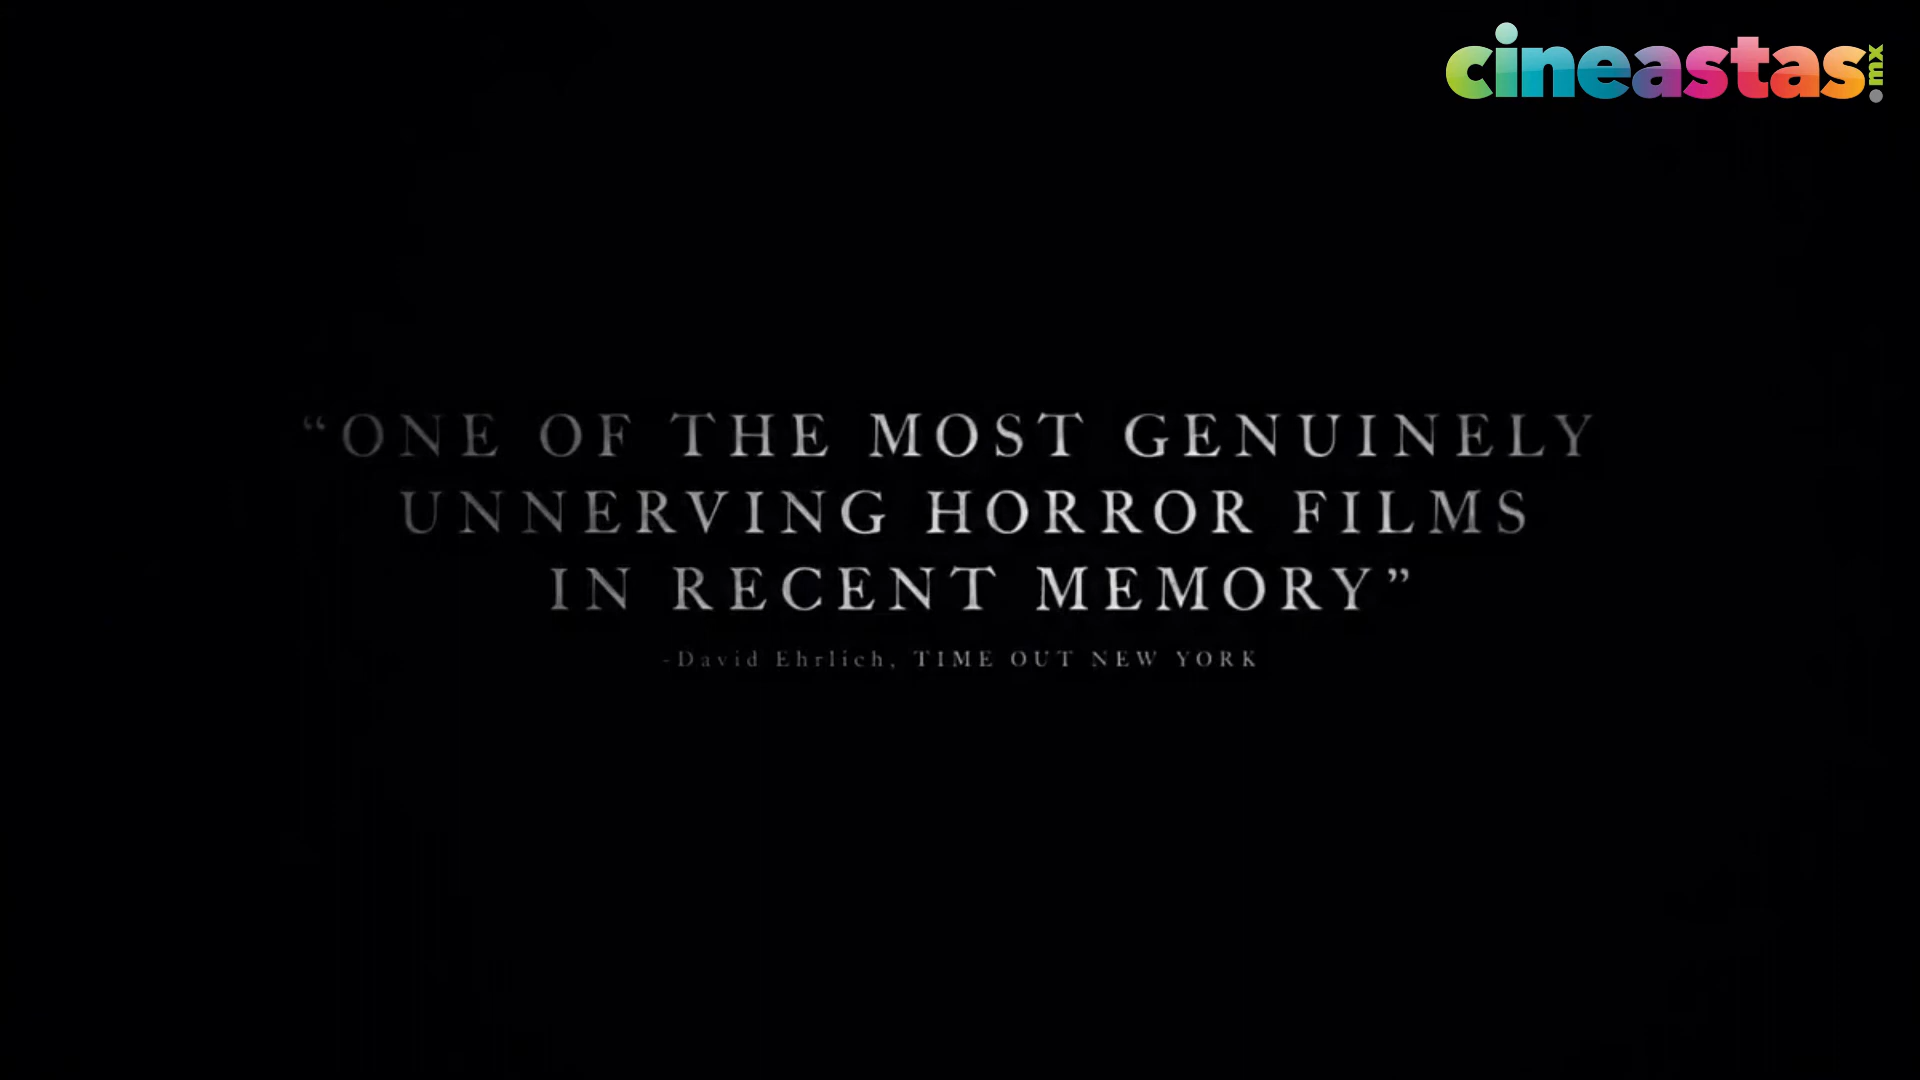 cineastas.mx
“ONE OF THE MOST GENUINELY
UNNERVING HORROR FILMS
IN RECENT MEMORY”
-David Ehrlich, TIME OUT NEW YORK